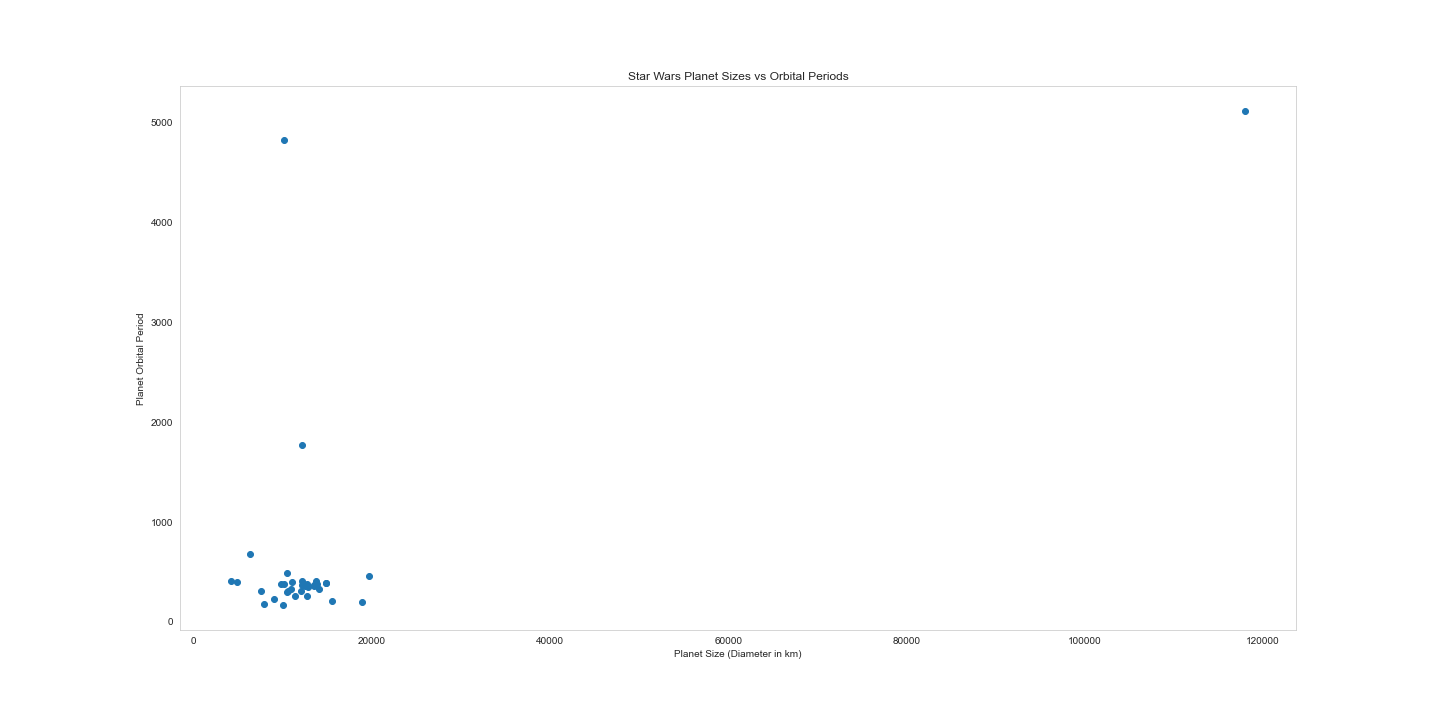 Star Wars Planet Sizes vs Orbital Periods
5000
4000
3000
2000
1000
0
Planet Orbital Period
0 20000 40000 60000 80000 100000 120000
Planet Size (Diameter in km)